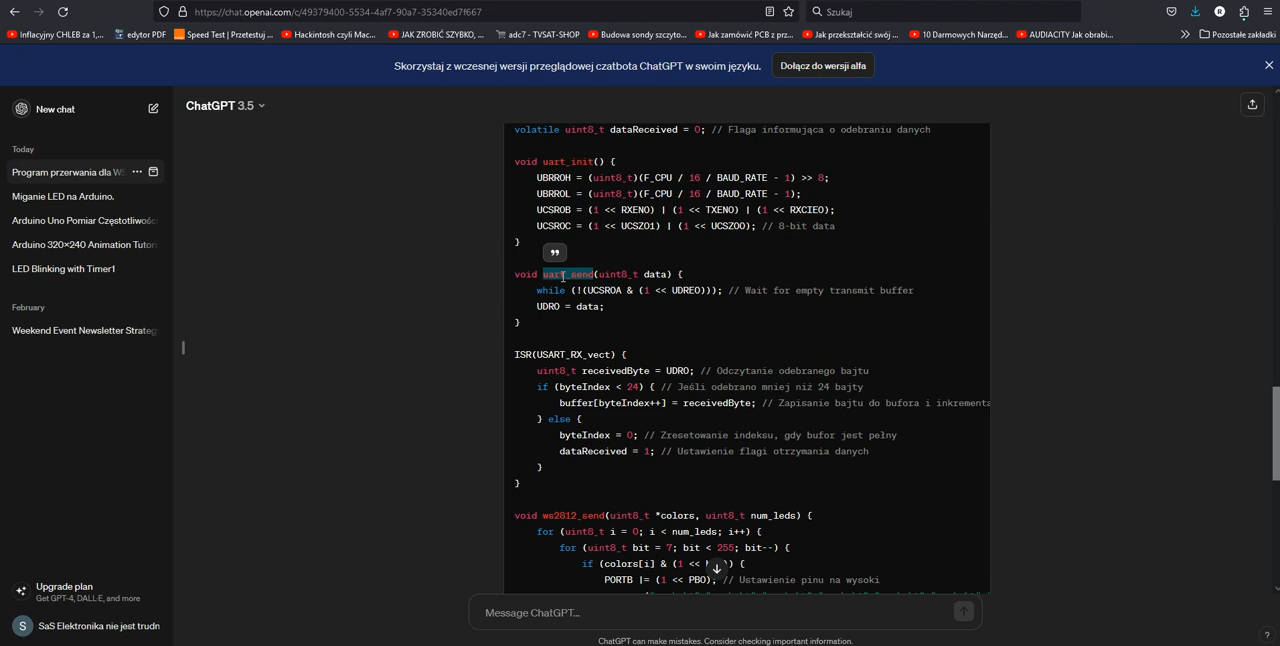 https://chat.openai.com/c/49379400-5534-4af7-90a7-35340ed7f667
Szukaj
Inflacyjny CHLEB za 1,...
edytor PDF
Speed Test | Przetestuj ...
Hackintosh czyli Mac...
JAK ZROBIĆ SZYBKO, ...
adc7 - TVSAT-SHOP
Budowa sondy szczyto...
Jak zamówić PCB z prz...
Jak przekształcić swój ...
10 Darmowych Narzęd...
AUDIACITY Jak obrabi...
Pozostałe zakładki
Skorzystaj z wczesnej wersji przeglądowej czatbota ChatGPT w swoim języku.
Dołącz do wersji alfa
New chat
ChatGPT 3.5
Today
Program przerwania dla WS
Miganie LED na Arduino.
Arduino Uno Pomiar Częstotliwośc
Arduino 320x240 Animation Tutori
LED Blinking with Timer1
February
Weekend Event Newsletter Strateg
Upgrade plan
Get GPT-4, DALL·E, and more
S
SaS Elektronika nie jest trudn
volatile uint8_t dataReceived = 0; // Flaga informująca o odebraniu danych
void uart_init() {
UBRR0H = (uint8_t)(F_CPU / 16 / BAUD_RATE - 1) >> 8;
UBRR0L = (uint8_t)(F_CPU / 16 / BAUD_RATE - 1);
UCSR0B = (1 << RXEN0) | (1 << TXEN0) | (1 << RXCIE0);
UCSR0C = (1 << UCSZ01) | (1 << UCSZ00); // 8-bit data
}
void uart_send(uint8_t data) {
while (!(UCSR0A & (1 << UDRE0))); // Wait for empty transmit buffer
UDR0 = data;
}
ISR(USART_RX_vect) {
uint8_t receivedByte = UDR0; // Odczytanie odebranego bajtu
if (byteIndex < 24) { // Jeśli odebrano mniej niż 24 bajty
buffer[byteIndex++] = receivedByte; // Zapisanie bajtu do bufora i inkrementa
} else {
byteIndex = 0; // Zresetowanie indeksu, gdy bufor jest pełny
dataReceived = 1; // Ustawienie flagi otrzymania danych
}
}
void ws2812_send(uint8_t *colors, uint8_t num_leds) {
for (uint8_t i = 0; i < num_leds; i++) {
for (uint8_t bit = 7; bit < 255; bit--) {
if (colors[i] & (1 <<
PORTB |= (1 << PB0); // Ustawienie pinu na wysoki
Message ChatGPT...
ChatGPT can make mistakes. Consider checking important information.
?